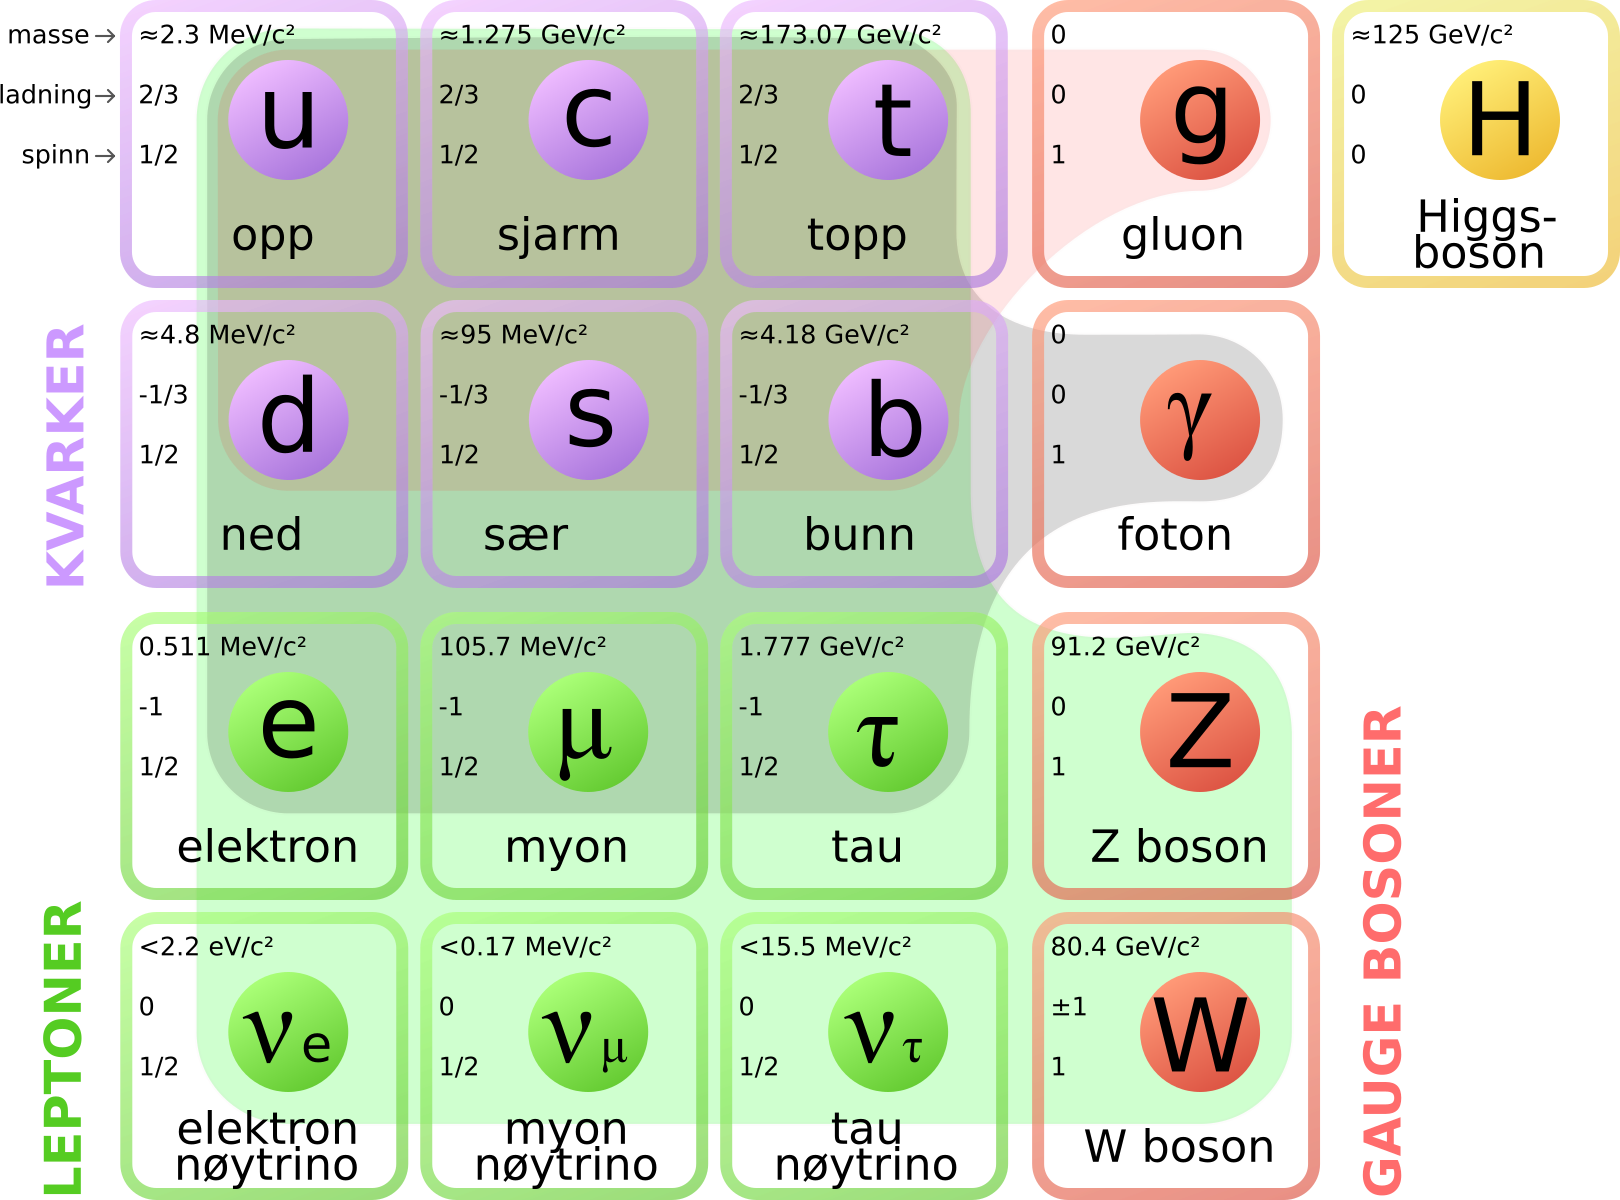 masse→
ladning→
spinn→
≈2.3 MeV/c²
2/3
1/2
u
opp
≈1.275 GeV/c²
2/3
1/2
c
sjarm
≈173.07 GeV/c²
2/3
1/2
t
topp
0
0
1
g
gluon
≈125 GeV/c²
0
0
H
Higgs-
boson
KVARKER
≈4.8 MeV/c²
-1/3
1/2
d
ned
≈95 MeV/c²
-1/3
1/2
s
sær
≈4.18 GeV/c²
-1/3
1/2
b
bunn
0
0
1
γ
foton
0.511 MeV/c²
-1
1/2
e
elektron
105.7 MeV/c²
-1
1/2
μ
myon
1.777 GeV/c²
-1
1/2
τ
tau
91.2 GeV/c²
0
1
Z
Z boson
LEPTONER
<2.2 eV/c²
0
1/2
νe
elektron
nøytrino
<0.17 MeV/c²
0
1/2
νμ
myon
nøytrino
<15.5 MeV/c²
0
1/2
ντ
tau
nøytrino
80.4 GeV/c²
±1
1
W
W boson
GAUGE BOSONER